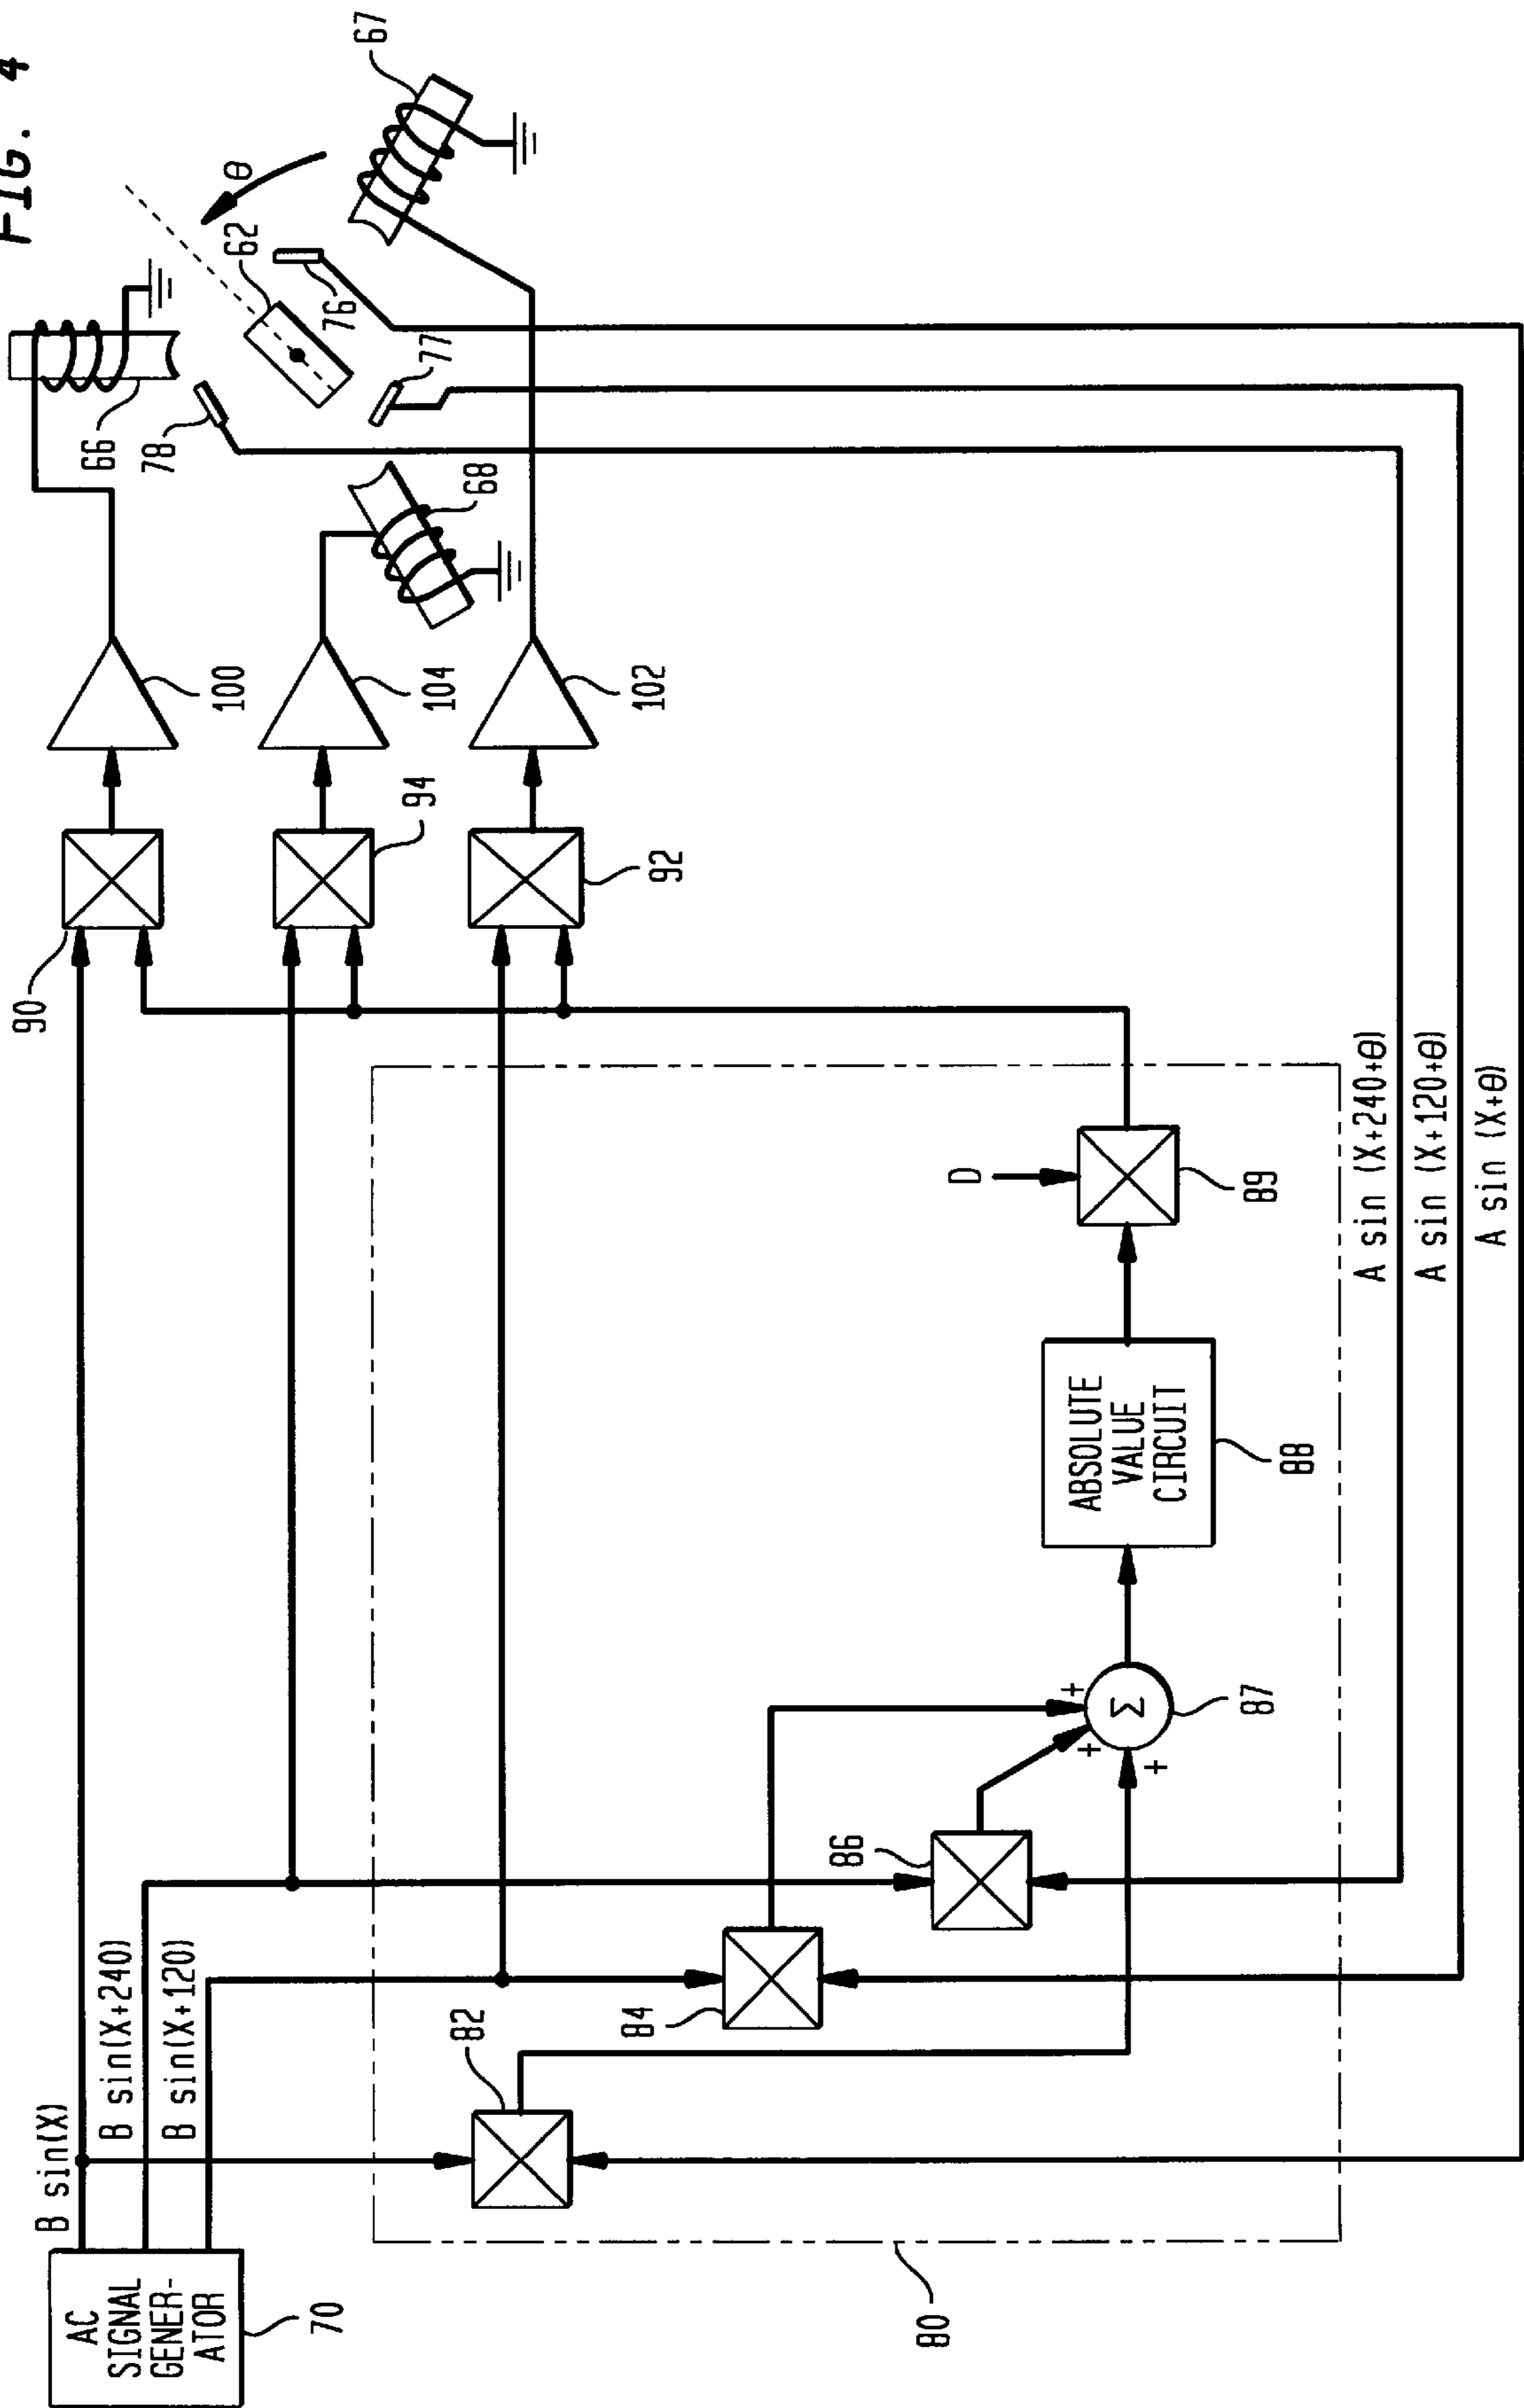 FIG. 4
AC
SIGNAL
GENER-
ATOR
70
B sin(X)
B sin(X+240)
B sin(X+120)
82
84
86
80
Σ
+
+
+
87
ABSOLUTE
VALUE
CIRCUIT
88
D
89
90
94
92
100
104
102
66
78
68
77
76
62
θ
67
A sin (X+240+θ)
A sin (X+120+θ)
A sin (X+θ)